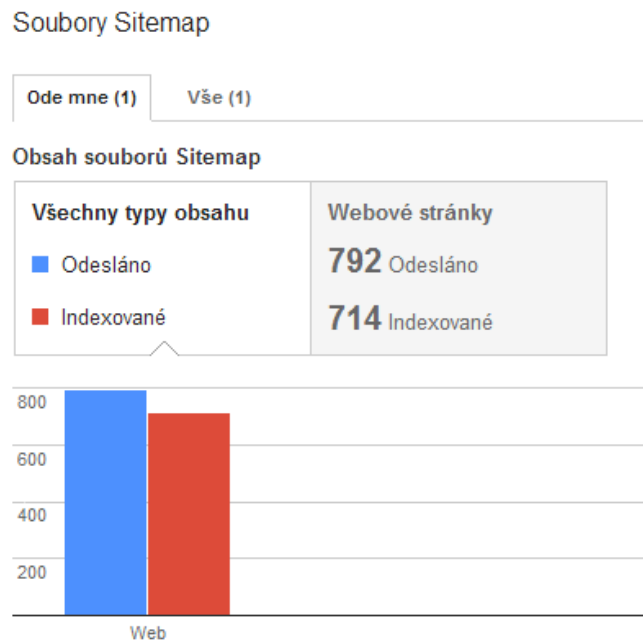 Soubory Sitemap
Ode mne (1) Vše (1)
Obsah souborů Sitemap
Všechny typy obsahu Webové stránky
Odesláno 792 Odesláno
Indexované 714 Indexované
800
600
400
200
Web